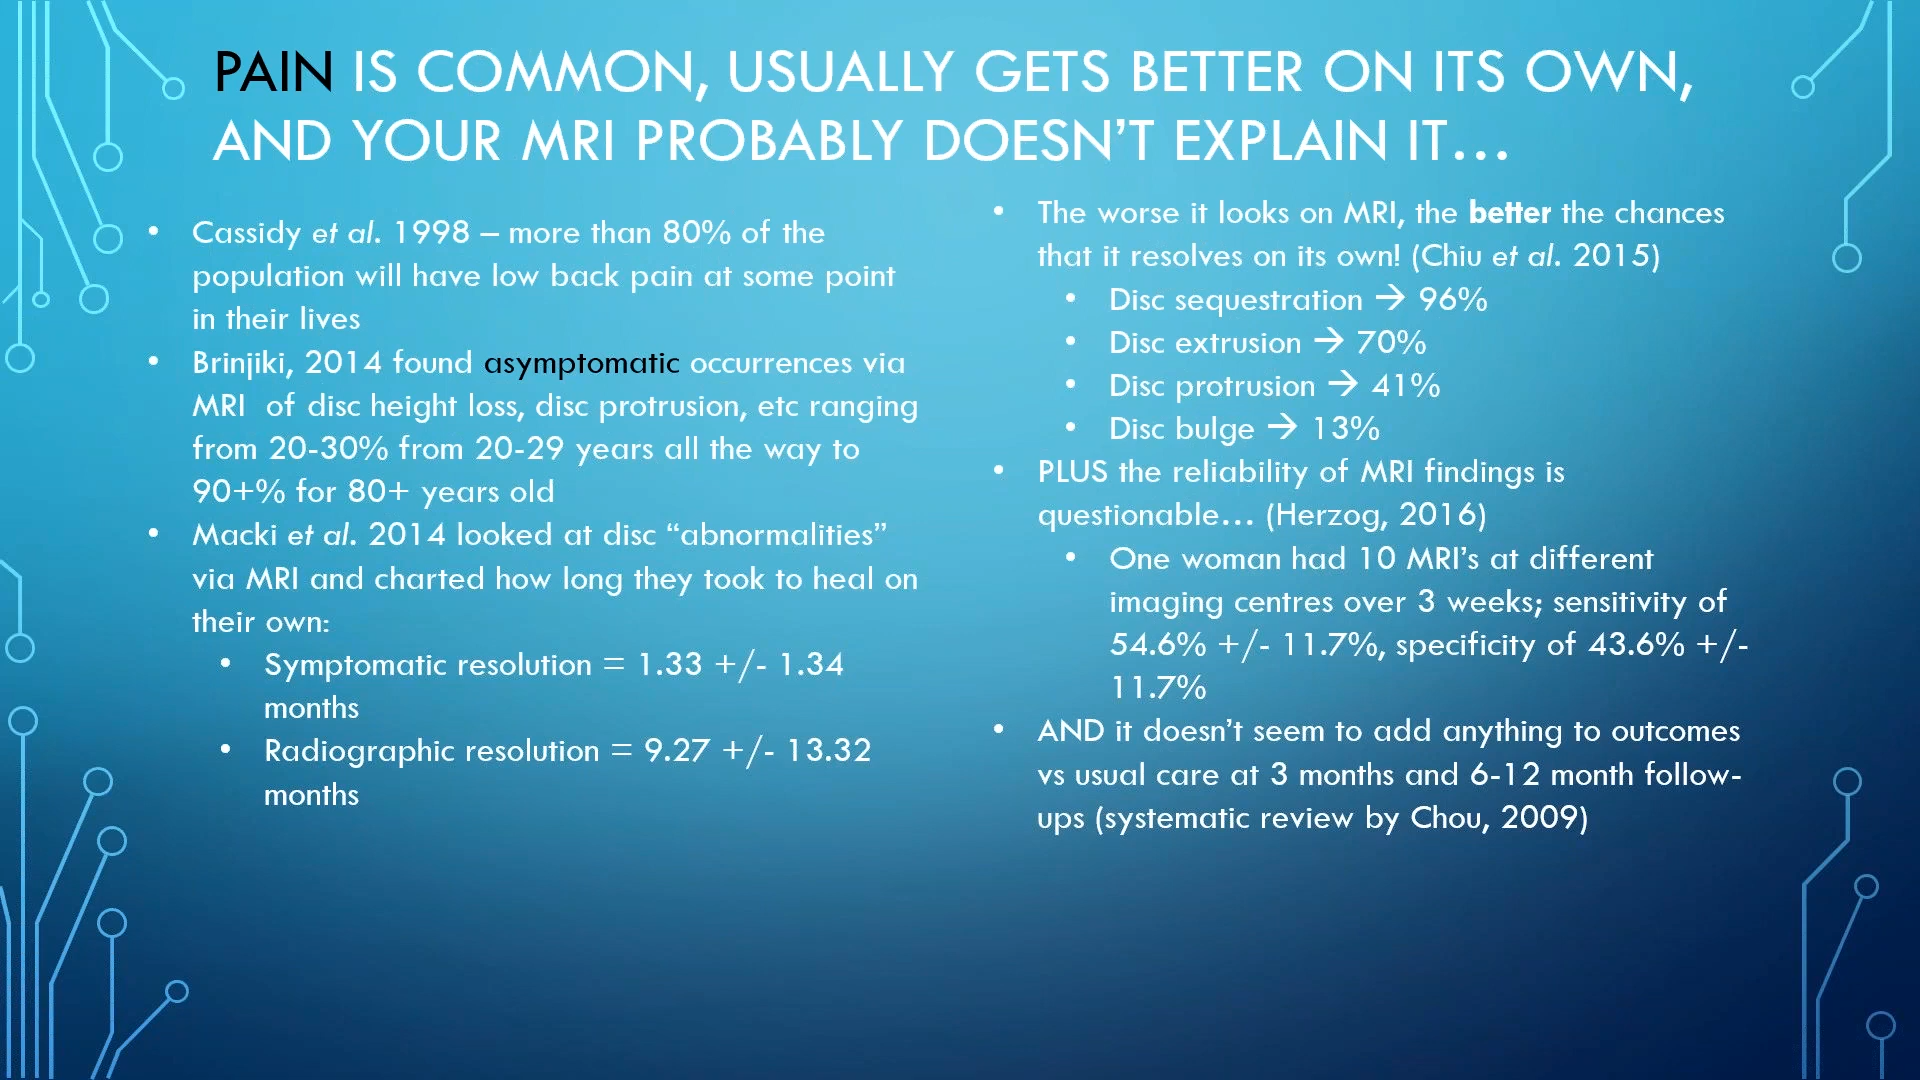 PAIN IS COMMON, USUALLY GETS BETTER ON ITS OWN,
AND YOUR MRI PROBABLY DOESN'T EXPLAIN IT…
• Cassidy et al. 1998 – more than 80% of the
population will have low back pain at some point
in their lives
• Brinjiki, 2014 found asymptomatic occurrences via
MRI  of disc height loss, disc protrusion, etc ranging
from 20-30% from 20-29 years all the way to
90+% for 80+ years old
• Macki et al. 2014 looked at disc “abnormalities”
via MRI and charted how long they took to heal on
their own:
• Symptomatic resolution = 1.33 +/- 1.34
months
• Radiographic resolution = 9.27 +/- 13.32
months
• The worse it looks on MRI, the better the chances
that it resolves on its own! (Chiu et al. 2015)
• Disc sequestration → 96%
• Disc extrusion → 70%
• Disc protrusion → 41%
• Disc bulge → 13%
• PLUS the reliability of MRI findings is
questionable… (Herzog, 2016)
• One woman had 10 MRI's at different
imaging centres over 3 weeks; sensitivity of
54.6% +/- 11.7%, specificity of 43.6% +/-
11.7%
• AND it doesn't seem to add anything to outcomes
vs usual care at 3 months and 6-12 month follow-
ups (systematic review by Chou, 2009)